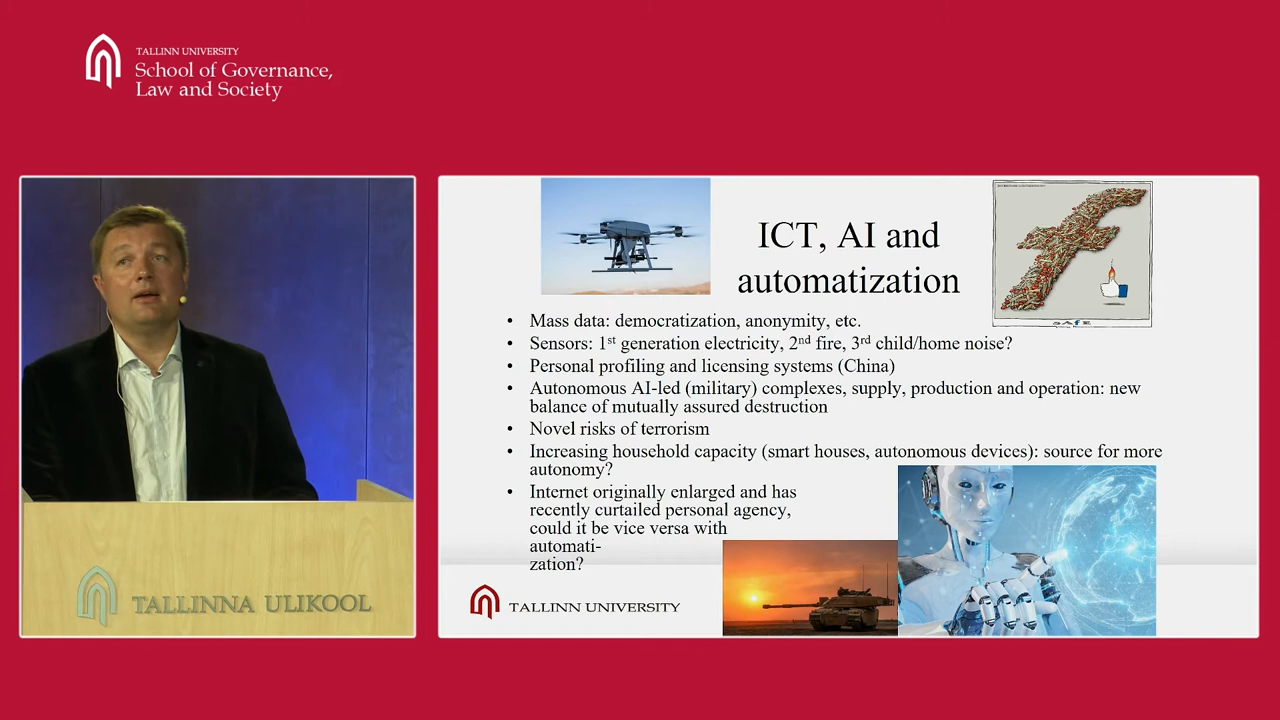 TALLINN UNIVERSITY
School of Governance,
Law and Society
ICT, AI and
automatization
• Mass data: democratization, anonymity, etc.
• Sensors: 1st generation electricity, 2nd fire, 3rd child/home noise?
• Personal profiling and licensing systems (China)
• Autonomous AI-led (military) complexes, supply, production and operation: new
balance of mutually assured destruction
• Novel risks of terrorism
• Increasing household capacity (smart houses, autonomous devices): source for more
autonomy?
• Internet originally enlarged and has
recently curtailed personal agency,
could it be vice versa with
automati-
zation?
TALLINN UNIVERSITY
TALLINNA ULIKOOL